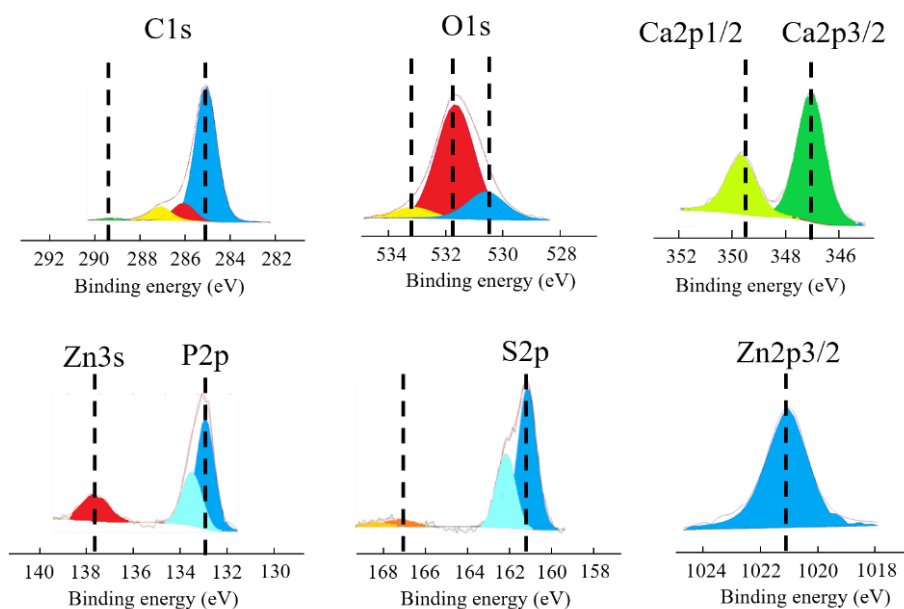 C1s
O1s
Ca2p1/2 Ca2p3/2
292 290 288 286 284 282
534 532 530 528
352 350 348 346
Binding energy (eV)
Binding energy (eV)
Binding energy (eV)
Zn3s P2p
S2p
Zn2p3/2
140 138 136 134 132 130
168 166 164 162 160 158
1024 1022 1020 1018
Binding energy (eV)
Binding energy (eV)
Binding energy (eV)